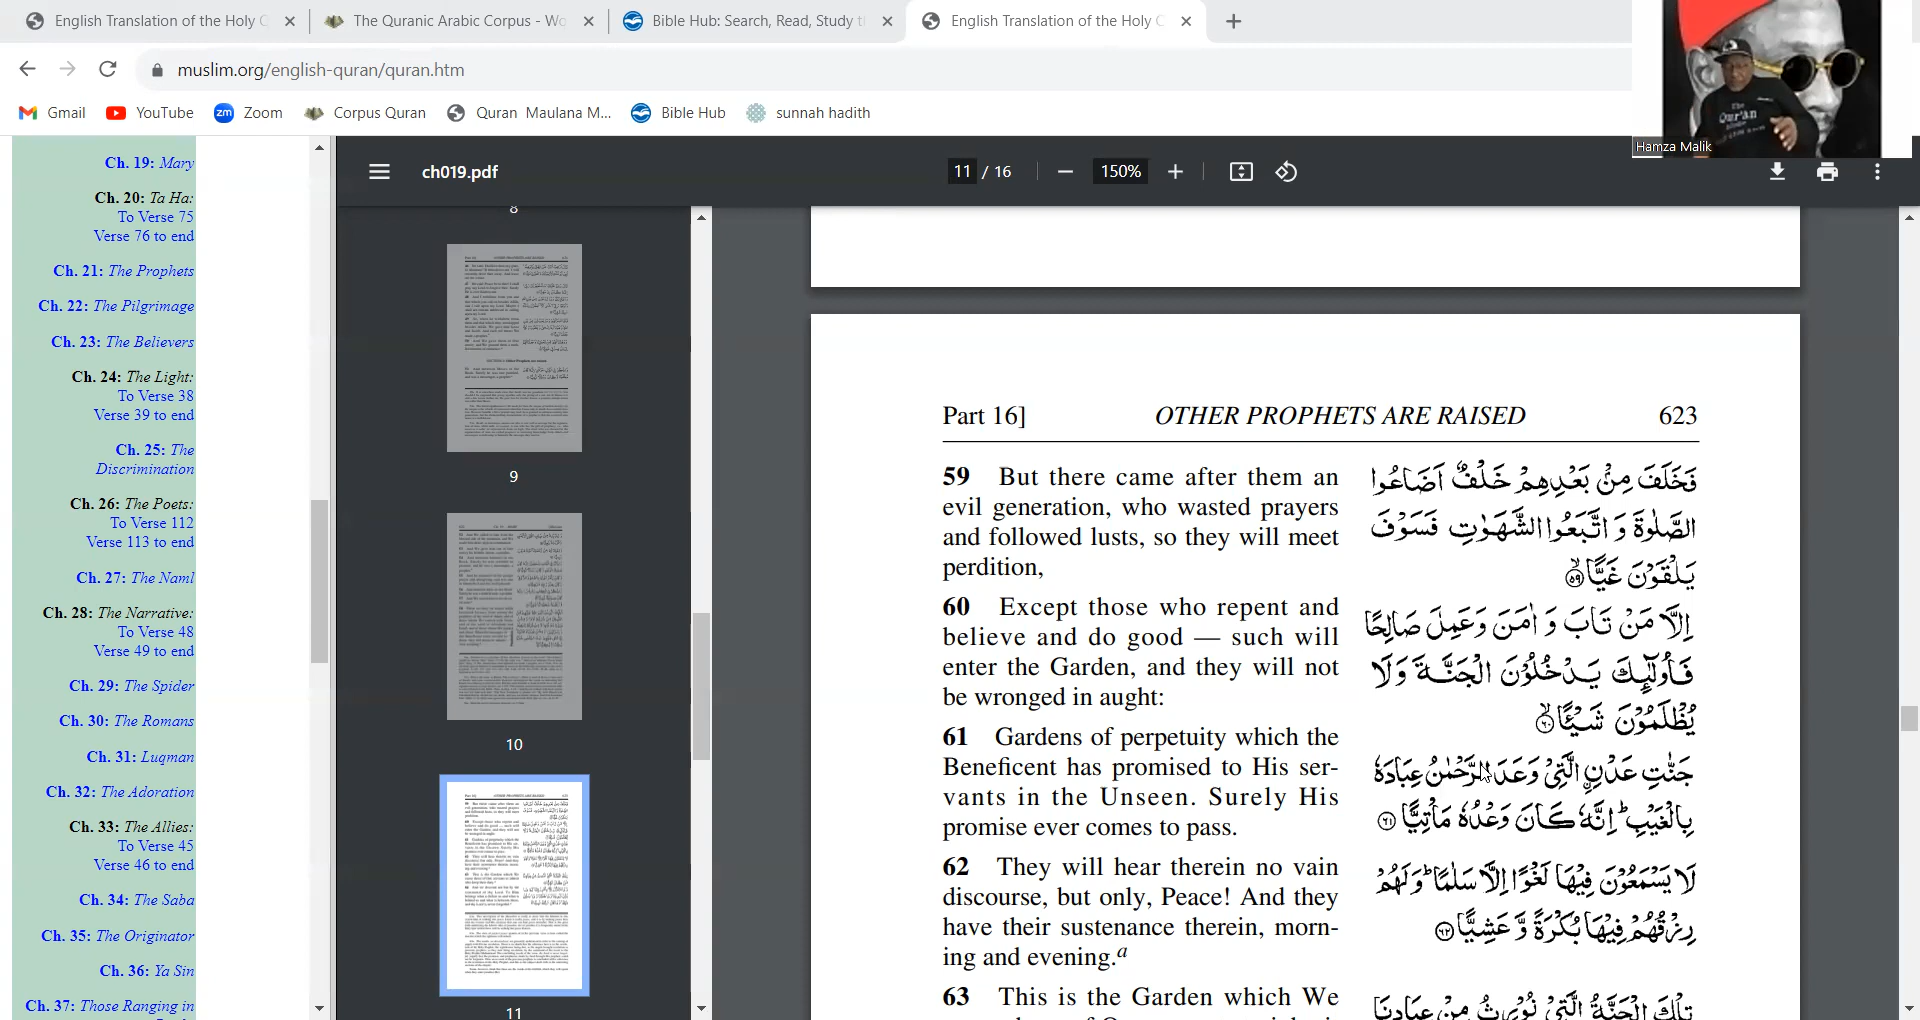 English Translation of the Holy C
The Quranic Arabic Corpus - Wo
Bible Hub: Search, Read, Study t
English Translation of the Holy C
muslim.org/english-quran/quran.htm
Gmail
YouTube
zm Zoom
Corpus Quran
Quran Maulana M...
Bible Hub
sunnah hadith
The
Qur'an
Hamza Malik
Ch. 19: Mary
Ch. 20: Ta Ha:
To Verse 75
Verse 76 to end
Ch. 21: The Prophets
Ch. 22: The Pilgrimage
Ch. 23: The Believers
Ch. 24: The Light:
To Verse 38
Verse 39 to end
Ch. 25: The
Discrimination
Ch. 26: The Poets:
To Verse 112
Verse 113 to end
Ch. 27: The Naml
Ch. 28: The Narrative:
To Verse 48
Verse 49 to end
Ch. 29: The Spider
Ch. 30: The Romans
Ch. 31: Luqman
Ch. 32: The Adoration
Ch. 33: The Allies:
To Verse 45
Verse 46 to end
Ch. 34: The Saba
Ch. 35: The Originator
Ch. 36: Ya Sin
Ch. 37: Those Ranging in
ch019.pdf
11 / 16
150%
8
9
10
11
Part 16]
OTHER PROPHETS ARE RAISED
623
59 But there came after them an
evil generation, who wasted prayers
and followed lusts, so they will meet
perdition,
60 Except those who repent and
believe and do good — such will
enter the Garden, and they will not
be wronged in aught:
61 Gardens of perpetuity which the
Beneficent has promised to His ser-
vants in the Unseen. Surely His
promise ever comes to pass.
62 They will hear therein no vain
discourse, but only, Peace! And they
have their sustenance therein, morn-
ing and evening.a
63 This is the Garden which We
فَخَلَفَ مِنْۢ بَعْدِهِمْ خَلْفٌ اَضَاعُوا
الصَّلٰوةَ وَ اتَّبَعُوا الشَّهَوٰتِ فَسَوْفَ
يَلْقَوْنَ غَيًّا ۙ﴿۵۹﴾
اِلَّا مَنْ تَابَ وَ اٰمَنَ وَعَمِلَ صَالِحًا
فَاُولٰٓئِكَ يَدْخُلُوْنَ الْجَنَّةَ وَلَا
يُظْلَمُوْنَ شَيْـًٔا ۙ﴿۶۰﴾
جَنّٰتِ عَدْنِ ۣالَّتِيْ وَعَدَ الرَّحْمٰنُ عِبَادَهٗ
بِالْغَيْبِ ؕ اِنَّهٗ كَانَ وَعْدُهٗ مَاْتِيًّا ﴿۶۱﴾
لَا يَسْمَعُوْنَ فِيْهَا لَغْوًا اِلَّا سَلٰمًا ؕ وَلَهُمْ
رِزْقُهُمْ فِيْهَا بُكْرَةً وَّ عَشِيًّا ﴿۶۲﴾
تِلْكَ الْجَنَّةُ الَّتِيْ نُوْرِثُ مِنْ عِبَادِنَا